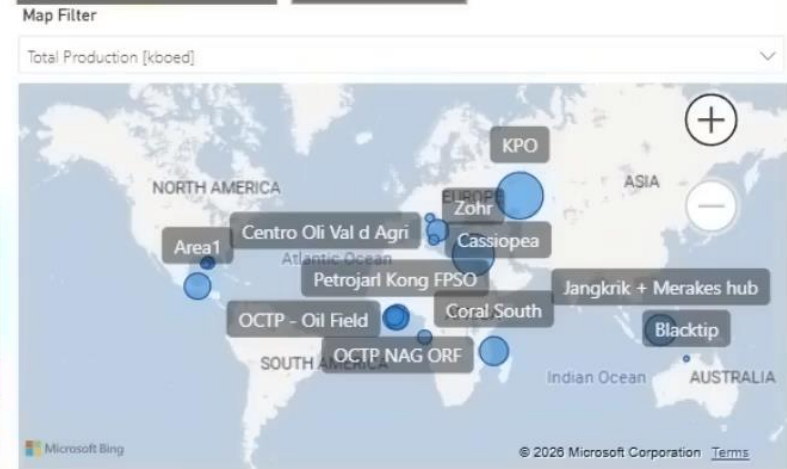 Map Filter
Total Production [kboed]
KPO
NORTH AMERICA
ASIA
EUROPE
Zohr
Centro Oli Val d Agri
Cassiopea
Area1
Atlantic Ocean
Petrojarl Kong FPSO
Jangkrik + Merakes hub
Coral South
OCTP - Oil Field
Blacktip
OCTP NAG ORF
SOUTH AMERICA
Indian Ocean
AUSTRALIA
Microsoft Bing
© 2026 Microsoft Corporation Terms